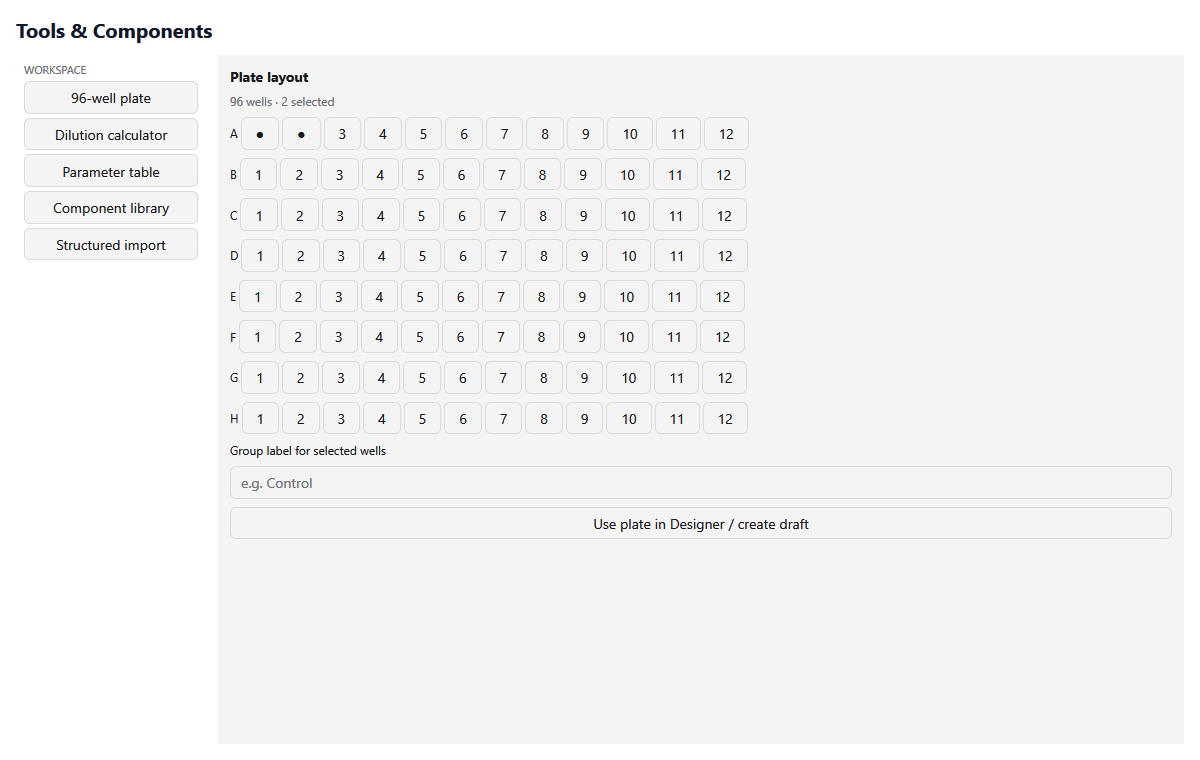 Tools & Components
WORKSPACE
96-well plate
Dilution calculator
Parameter table
Component library
Structured import
Plate layout
96 wells · 2 selected
A ● ● 3 4 5 6 7 8 9 10 11 12
B 1 2 3 4 5 6 7 8 9 10 11 12
C 1 2 3 4 5 6 7 8 9 10 11 12
D 1 2 3 4 5 6 7 8 9 10 11 12
E 1 2 3 4 5 6 7 8 9 10 11 12
F 1 2 3 4 5 6 7 8 9 10 11 12
G 1 2 3 4 5 6 7 8 9 10 11 12
H 1 2 3 4 5 6 7 8 9 10 11 12
Group label for selected wells
e.g. Control
Use plate in Designer / create draft